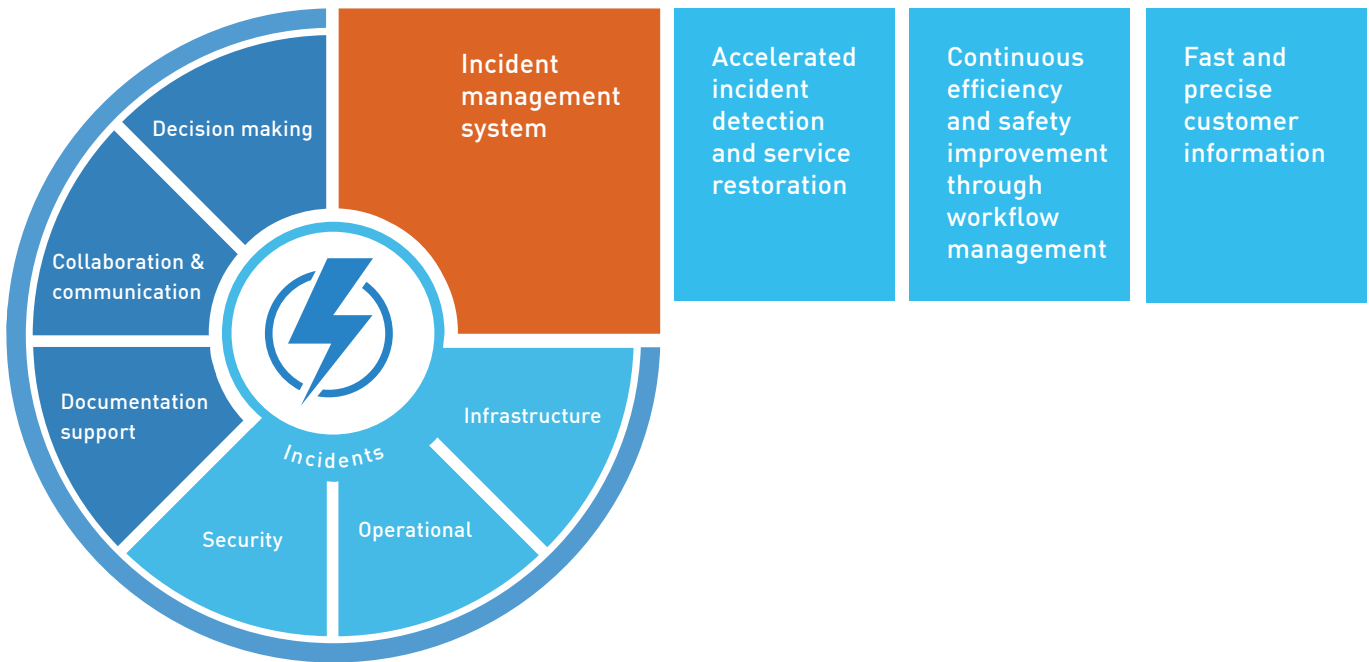 Incident
management
system
Accelerated
incident
detection
and service
restoration
Continuous
efficiency
and safety
improvement
through
workflow
management
Fast and
precise
customer
information
Decision making
Collaboration &
communication
Documentation
support
Incidents
Infrastructure
Security
Operational